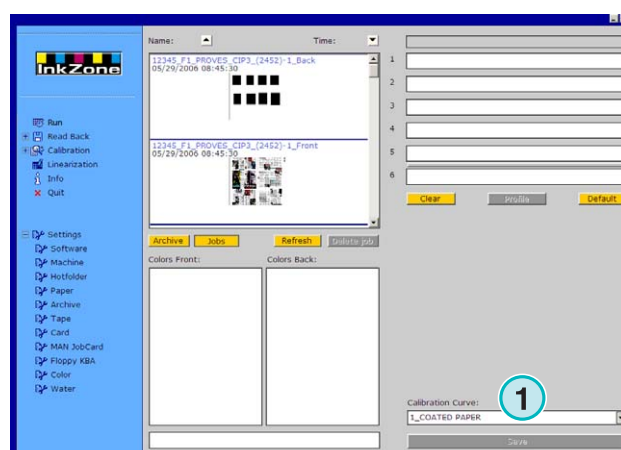 InkZone
Run
Read Back
Calibration
Linearization
Info
Quit
Settings
Software
Machine
Hotfolder
Paper
Archive
Tape
Card
MAN JobCard
Floppy KBA
Color
Water
Name:
Time:
12345_F1_PROVES_CIP3_(2452)-1_Back
05/29/2006 08:45:30
12345_F1_PROVES_CIP3_(2452)-1_Front
05/29/2006 08:45:30
Archive
Jobs
Refresh
Delete job
Colors Front:
Colors Back:
1
2
3
4
5
6
Clear
Profile
Default
1
Calibration Curve:
1_COATED PAPER
Save